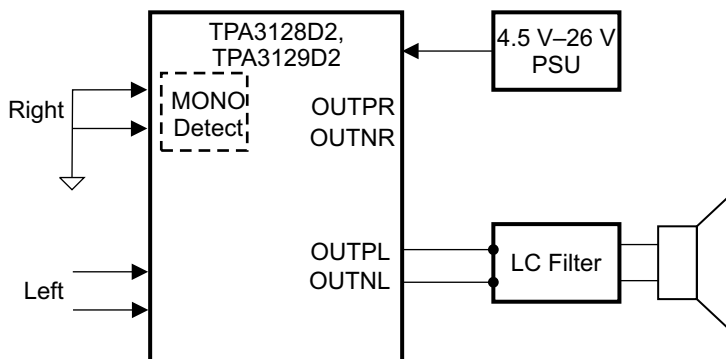 TPA3128D2,
TPA3129D2
4.5 V–26 V
PSU
Right
MONO
Detect
OUTPR
OUTNR
OUTPL
OUTNL
LC Filter
Left